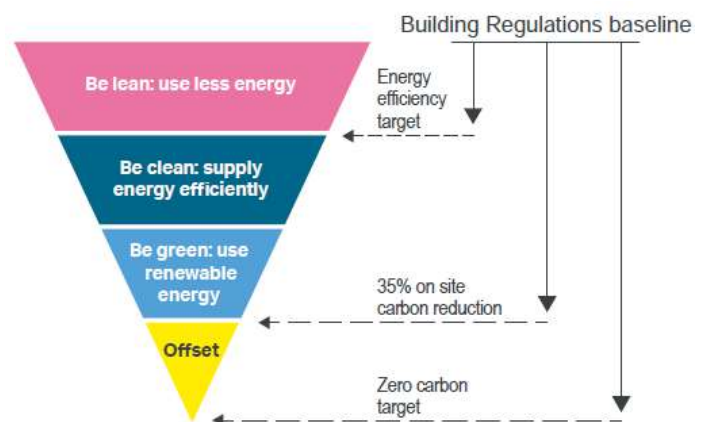 Building Regulations baseline
Be lean: use less energy
Energy
efficiency
target
Be clean: supply
energy efficiently
Be green: use
renewable
energy
35% on site
carbon reduction
Offset
Zero carbon
target